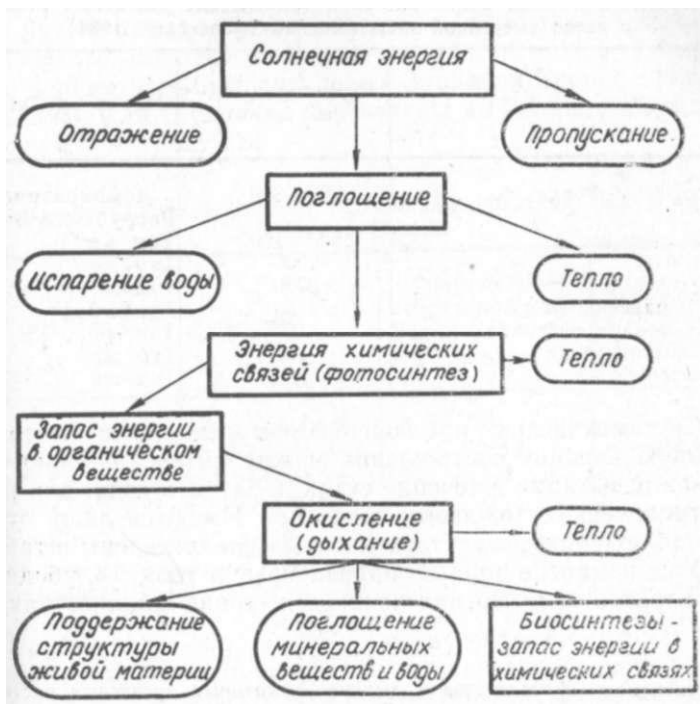 Солнечная энергия
Отражение
Пропускание
Поглощение
Испарение воды
Тепло
Энергия химических
связей (фотосинтез)
Тепло
Запас энергии
в органическом
веществе
Окисление
(дыхание)
Тепло
Поддержание
структуры
живой материи
Поглощение
минеральных
веществ и воды
Биосинтезы -
запас энергии в
химических связях